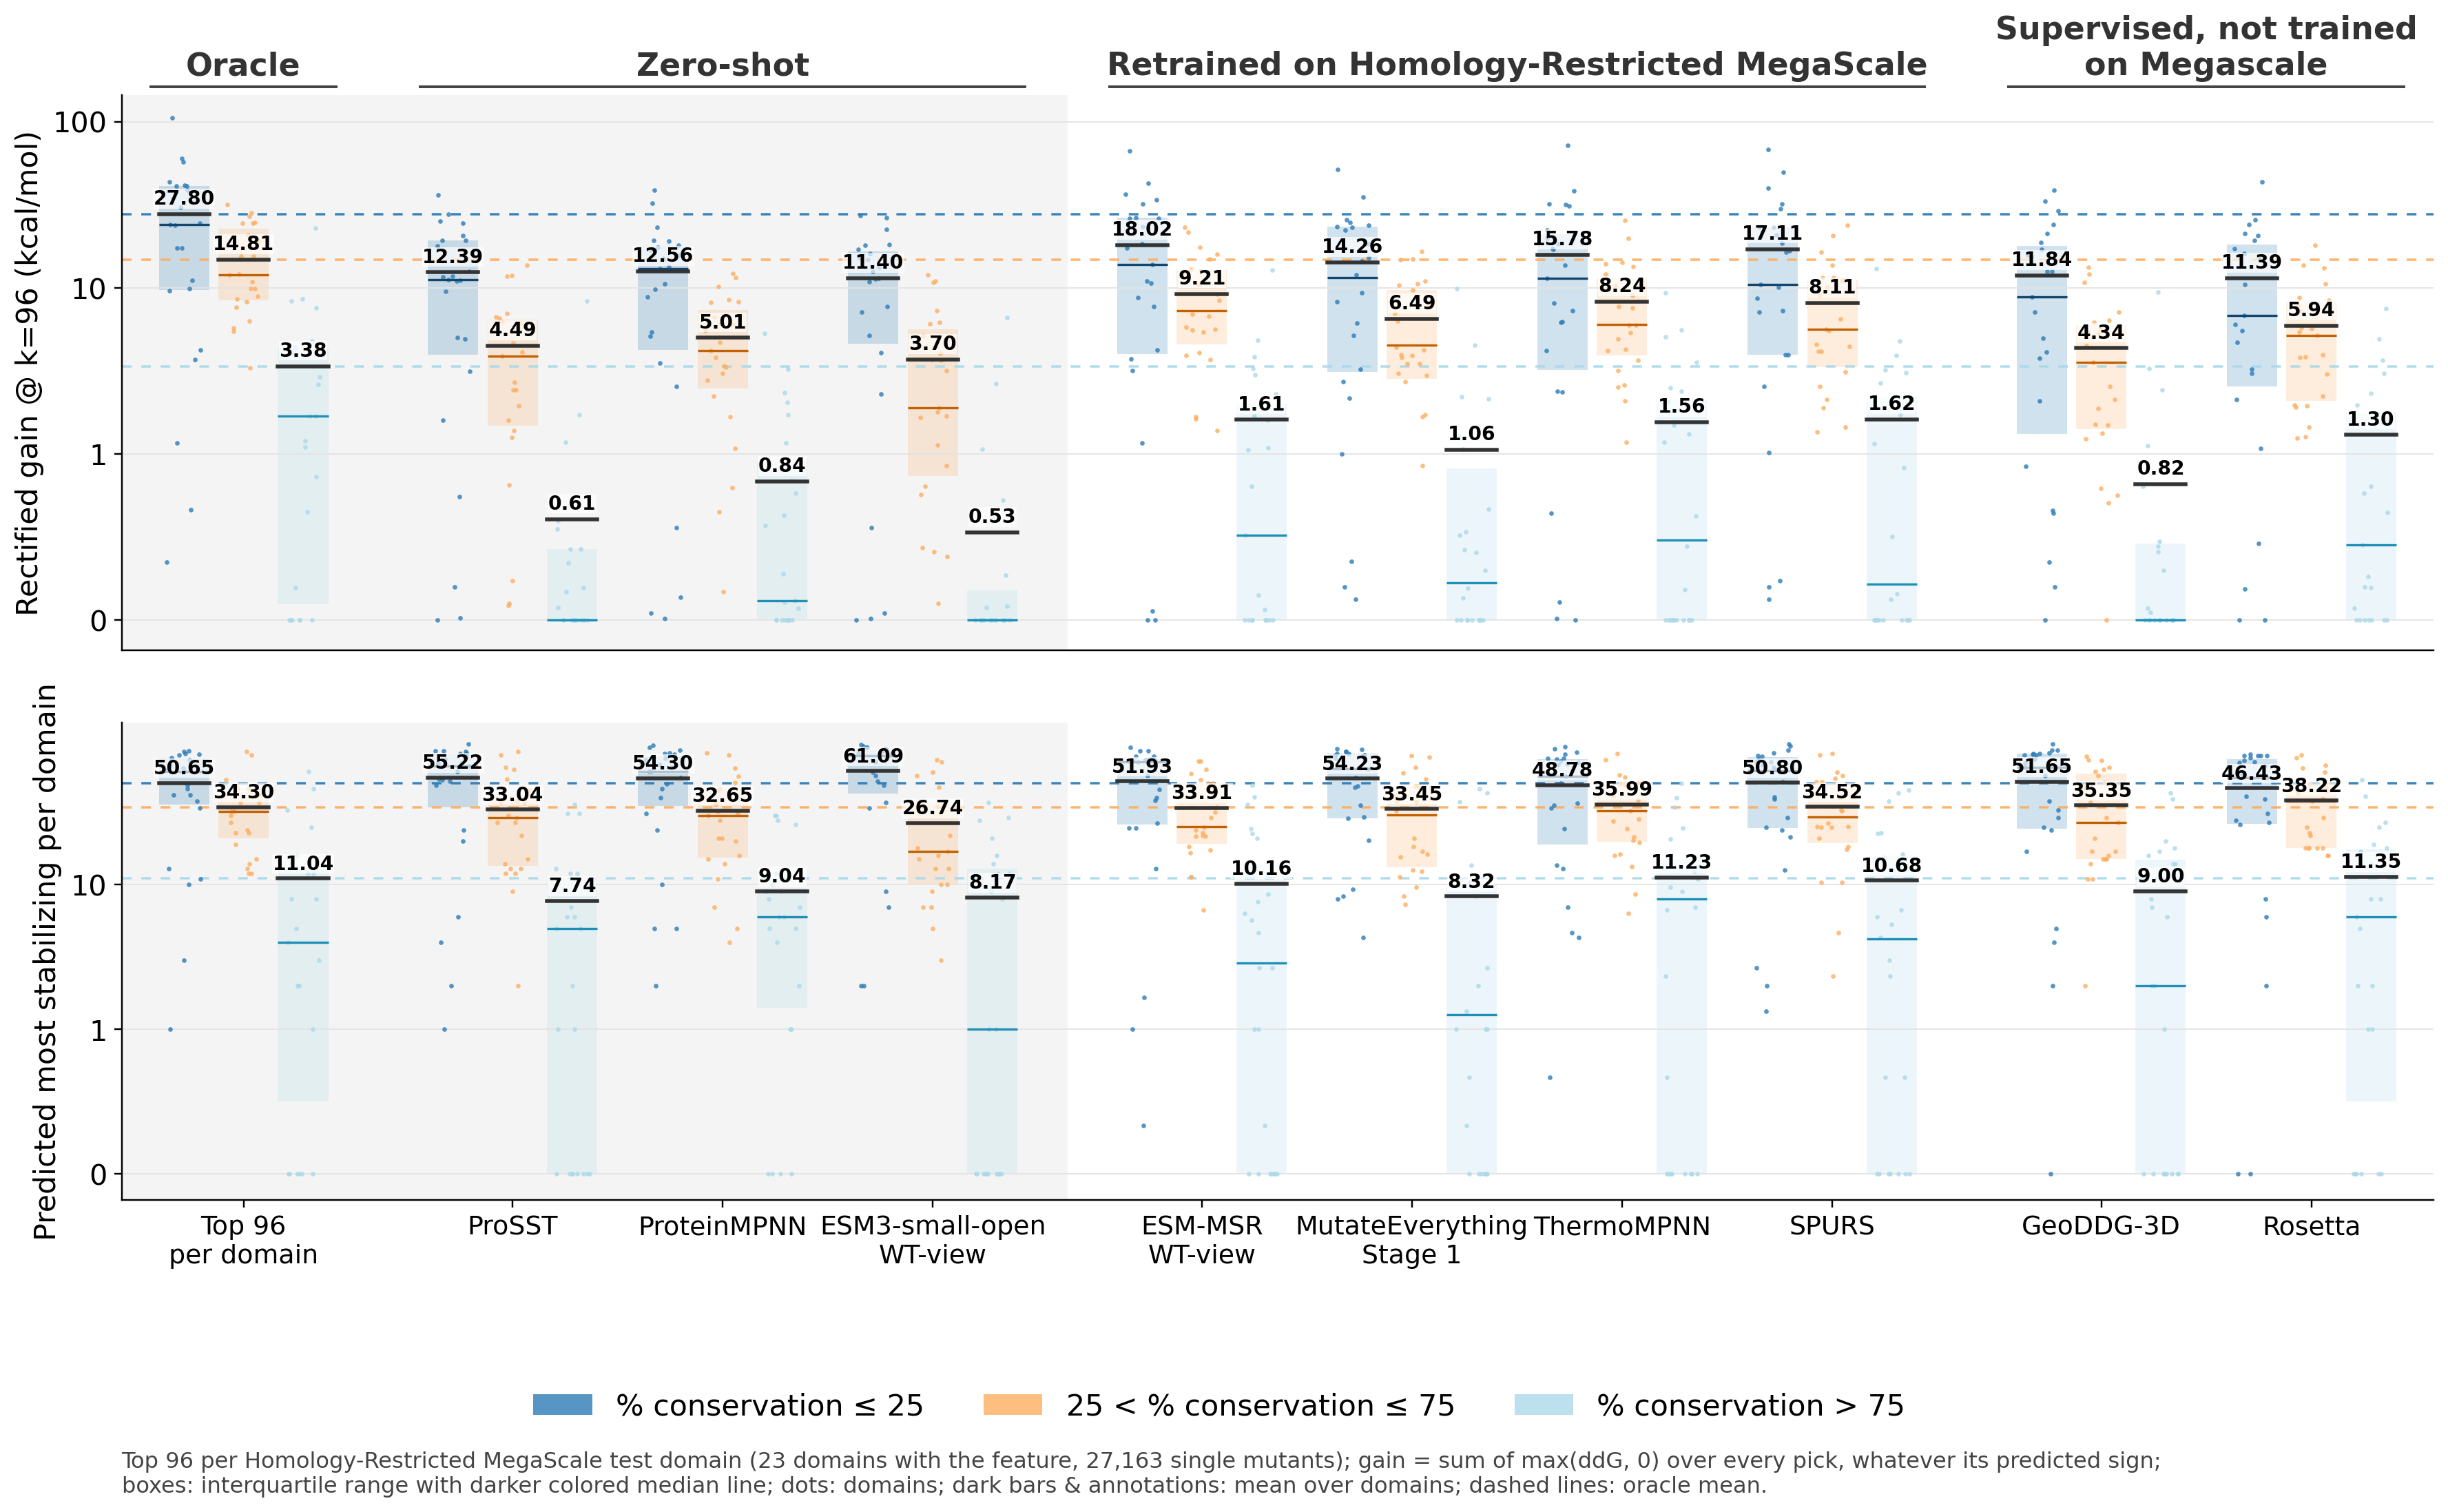 Oracle
Zero-shot
Retrained on Homology-Restricted MegaScale
Supervised, not trained
on Megascale
Rectified gain @ k=96 (kcal/mol)
100
10
1
0
27.80
14.81
3.38
12.39
4.49
0.61
12.56
5.01
0.84
11.40
3.70
0.53
18.02
9.21
1.61
14.26
6.49
1.06
15.78
8.24
1.56
17.11
8.11
1.62
11.84
4.34
0.82
11.39
5.94
1.30
Predicted most stabilizing per domain
10
1
0
50.65
34.30
11.04
55.22
33.04
7.74
54.30
32.65
9.04
61.09
26.74
8.17
51.93
33.91
10.16
54.23
33.45
8.32
48.78
35.99
11.23
50.80
34.52
10.68
51.65
35.35
9.00
46.43
38.22
11.35
Top 96
per domain
ProSST
ProteinMPNN
ESM3-small-open
WT-view
ESM-MSR
WT-view
MutateEverything
Stage 1
ThermoMPNN
SPURS
GeoDDG-3D
Rosetta
% conservation ≤ 25
25 < % conservation ≤ 75
% conservation > 75
Top 96 per Homology-Restricted MegaScale test domain (23 domains with the feature, 27,163 single mutants); gain = sum of max(ddG, 0) over every pick, whatever its predicted sign;
boxes: interquartile range with darker colored median line; dots: domains; dark bars & annotations: mean over domains; dashed lines: oracle mean.